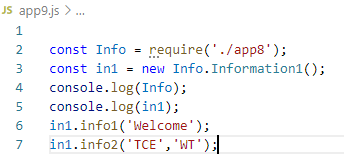 JS app9.js > ...
1
2 const Info = require('./app8');
3 const in1 = new Info.Information1();
4 console.log(Info);
5 console.log(in1);
6 in1.info1('Welcome');
7 in1.info2('TCE','WT');